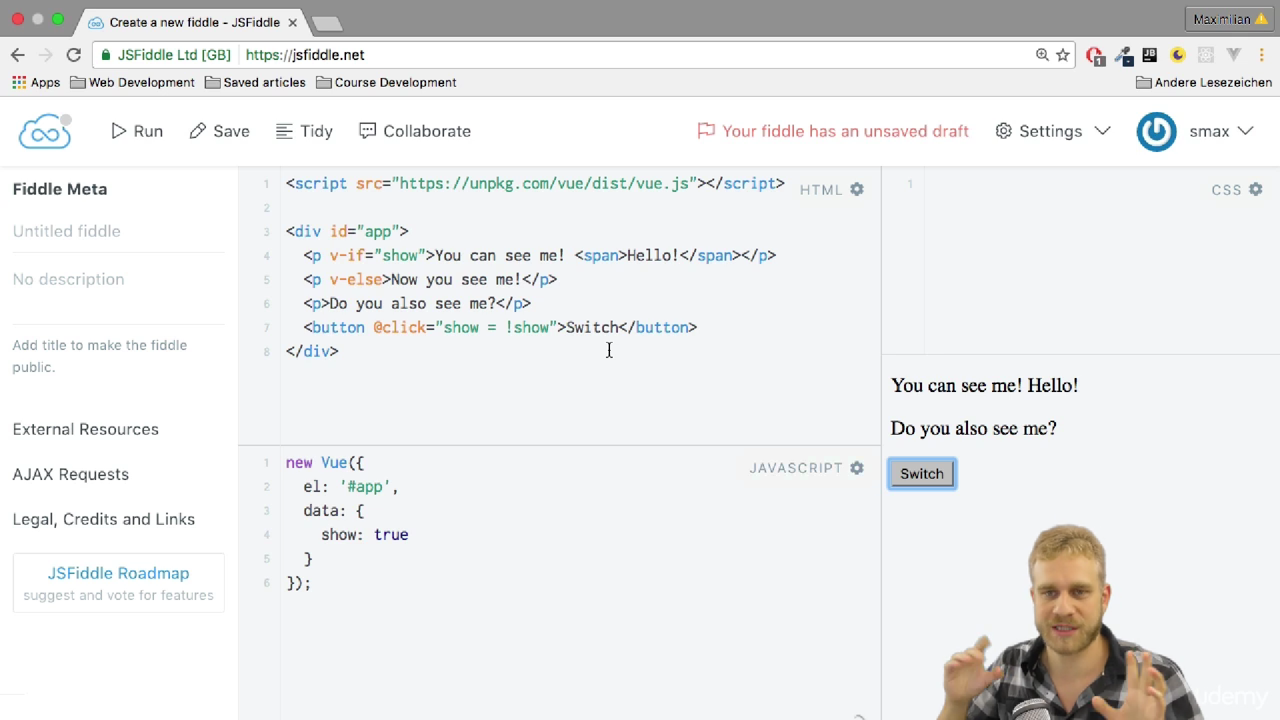 Create a new fiddle - JSFiddle
Maximilian
JSFiddle Ltd [GB] https://jsfiddle.net
1
JB
Apps Web Development Saved articles Course Development Andere Lesezeichen
Run Save Tidy Collaborate Your fiddle has an unsaved draft Settings smax
Fiddle Meta
Untitled fiddle
No description
Add title to make the fiddle
public.
External Resources
AJAX Requests
Legal, Credits and Links
JSFiddle Roadmap
suggest and vote for features
HTML
1 <script src="https://unpkg.com/vue/dist/vue.js"></script>
2
3 <div id="app">
4 <p v-if="show">You can see me! <span>Hello!</span></p>
5 <p v-else>Now you see me!</p>
6 <p>Do you also see me?</p>
7 <button @click="show = !show">Switch</button>
8 </div>
JAVASCRIPT
1 new Vue({
2 el: '#app',
3 data: {
4 show: true
5 }
6 });
CSS
1
You can see me! Hello!
Do you also see me?
Switch
udemy